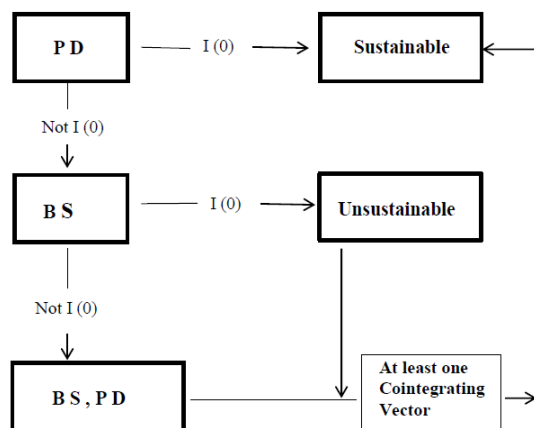 P D
I (0)
Sustainable
Not I (0)
B S
I (0)
Unsustainable
Not I (0)
B S , P D
At least one
Cointegrating
Vector